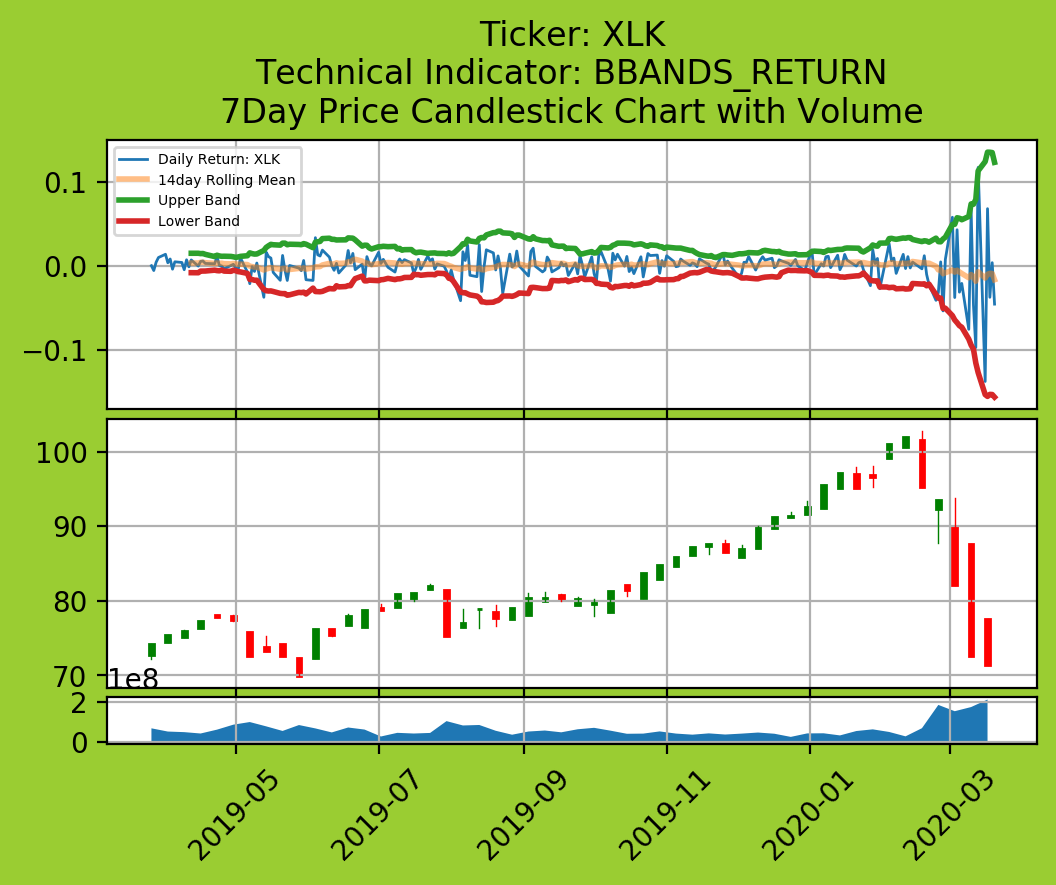 Ticker: XLK
Technical Indicator: BBANDS_RETURN
7Day Price Candlestick Chart with Volume
Daily Return: XLK
14day Rolling Mean
Upper Band
Lower Band
0.1
0.0
−0.1
100
90
80
70
1e8
2
0
2019-05
2019-07
2019-09
2019-11
2020-01
2020-03